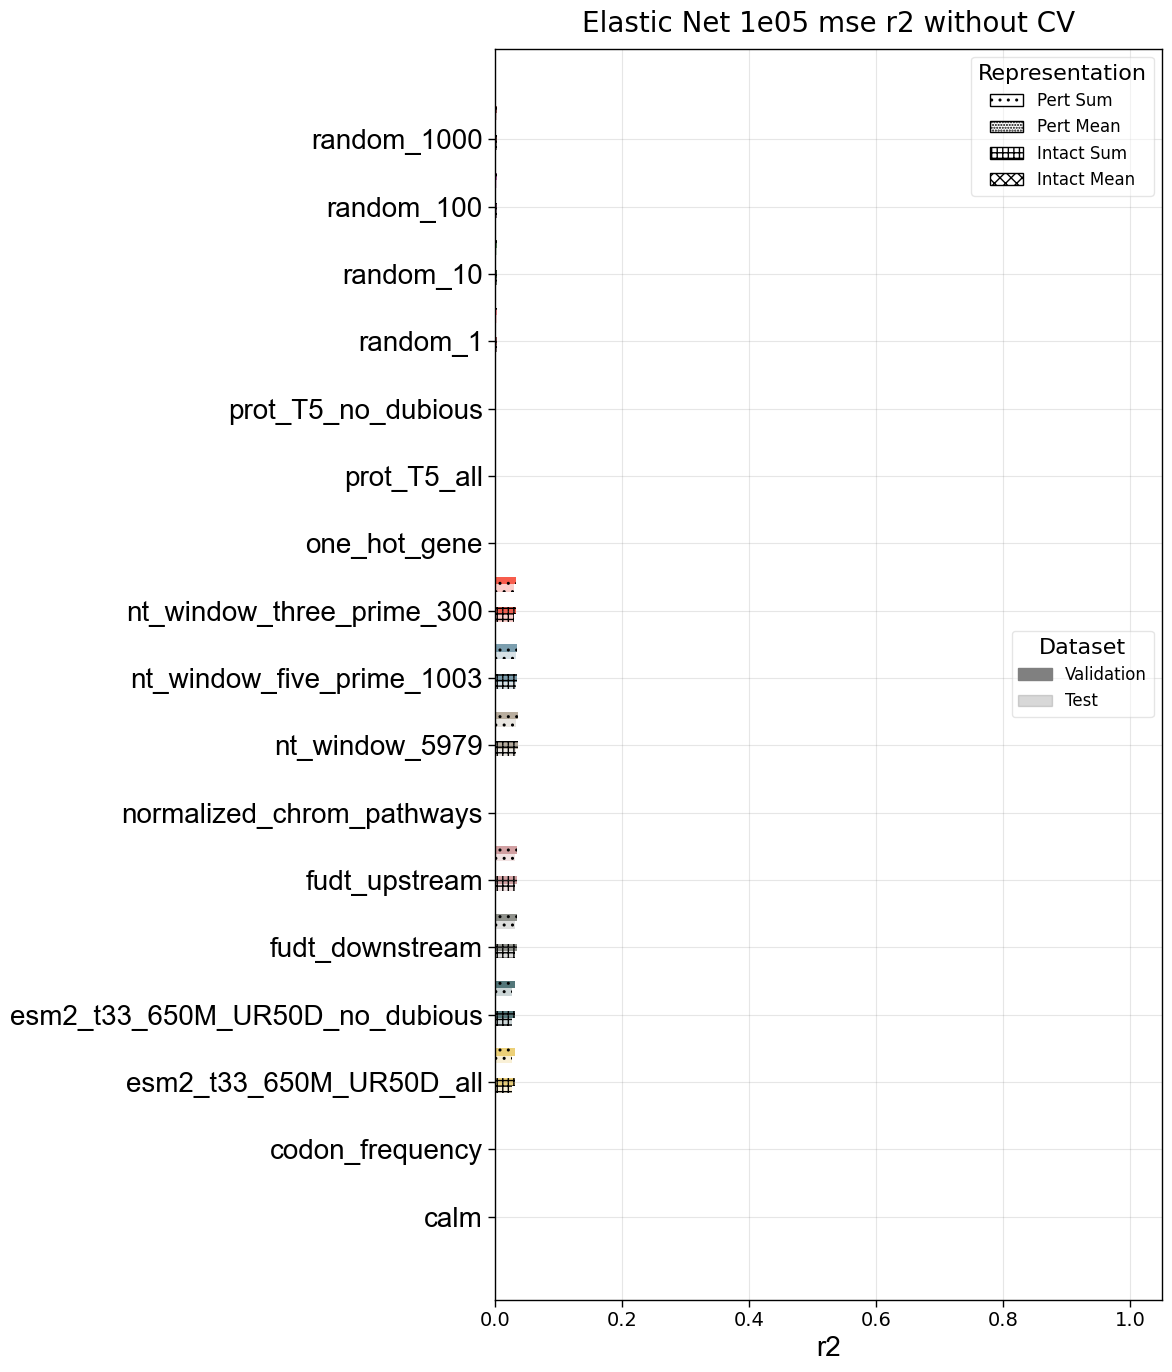 Elastic Net 1e05 mse r2 without CV
Representation
Pert Sum
Pert Mean
Intact Sum
Intact Mean
random_1000
random_100
random_10
random_1
prot_T5_no_dubious
prot_T5_all
one_hot_gene
nt_window_three_prime_300
nt_window_five_prime_1003
nt_window_5979
normalized_chrom_pathways
fudt_upstream
fudt_downstream
esm2_t33_650M_UR50D_no_dubious
esm2_t33_650M_UR50D_all
codon_frequency
calm
Dataset
Validation
Test
0.0 0.2 0.4 0.6 0.8 1.0
r2